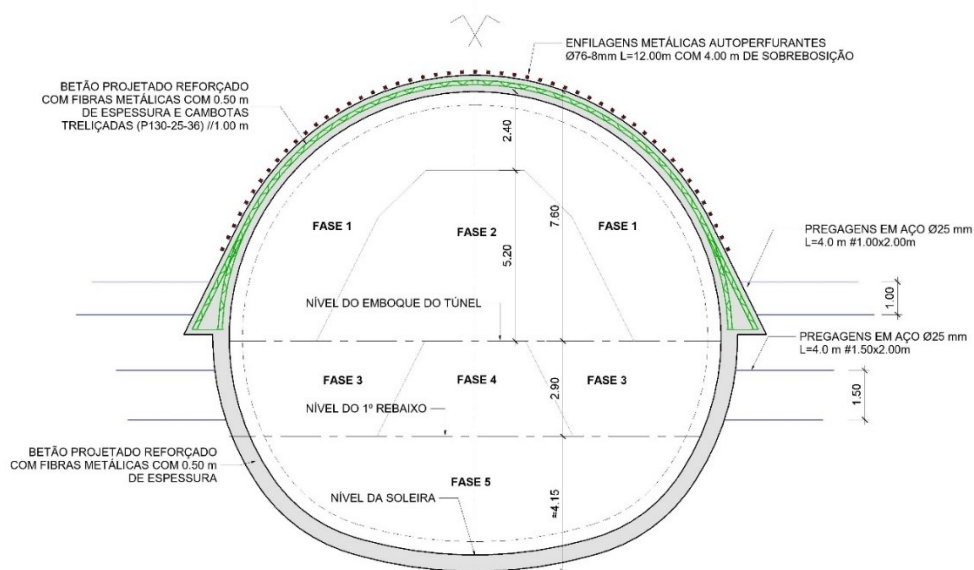 ENFILAGENS METÁLICAS AUTOPERFURANTES
Ø76-8mm L=12.00m COM 4.00 m DE SOBREBOSIÇÃO
BETÃO PROJETADO REFORÇADO
COM FIBRAS METÁLICAS COM 0.50 m
DE ESPESSURA E CAMBOTAS
TRELIÇADAS (P130-25-36) //1.00 m
2.40
7.60
5.20
FASE 1
FASE 2
FASE 1
PREGAGENS EM AÇO Ø25 mm
L=4.0 m #1.00x2.00m
1.00
NÍVEL DO EMBOQUE DO TÚNEL
PREGAGENS EM AÇO Ø25 mm
L=4.0 m #1.50x2.00m
FASE 3
FASE 4
FASE 3
2.90
1.50
NÍVEL DO 1º REBAIXO
BETÃO PROJETADO REFORÇADO
COM FIBRAS METÁLICAS COM 0.50 m
DE ESPESSURA
FASE 5
NÍVEL DA SOLEIRA
≈4.15